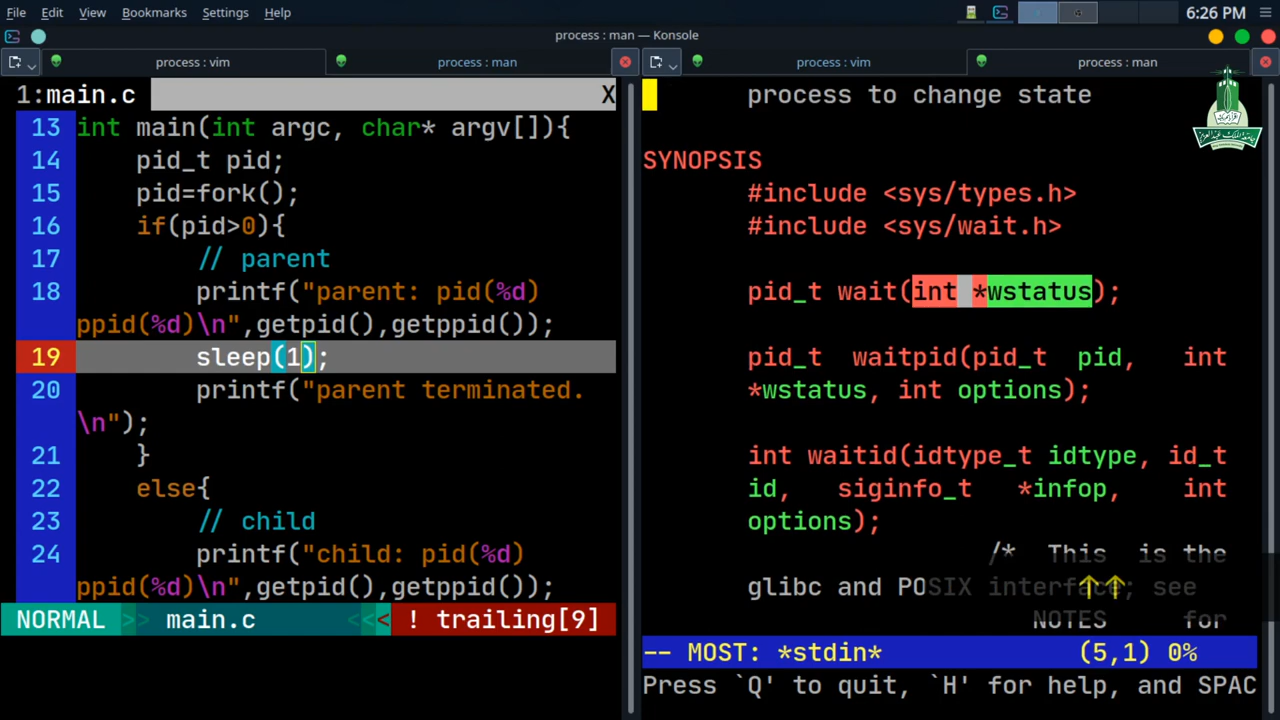 File Edit View Bookmarks Settings Help
6:26 PM
process : man — Konsole
process : vim
process : man
process : vim
process : man
1:main.c X
13 int main(int argc, char* argv[]){
14 pid_t pid;
15 pid=fork();
16 if(pid>0){
17 // parent
18 printf("parent: pid(%d)
ppid(%d)\n",getpid(),getppid());
19 sleep(1);
20 printf("parent terminated.
\n");
21 }
22 else{
23 // child
24 printf("child: pid(%d)
ppid(%d)\n",getpid(),getppid());
NORMAL >> main.c <<< ! trailing[9]
process to change state
SYNOPSIS
#include <sys/types.h>
#include <sys/wait.h>
pid_t wait(int *wstatus);
pid_t waitpid(pid_t pid, int
*wstatus, int options);
int waitid(idtype_t idtype, id_t
id, siginfo_t *infop, int
options);
/* This is the
glibc and POSIX interface; see
NOTES for
-- MOST: *stdin* (5,1) 0%
Press `Q' to quit, `H' for help, and SPAC